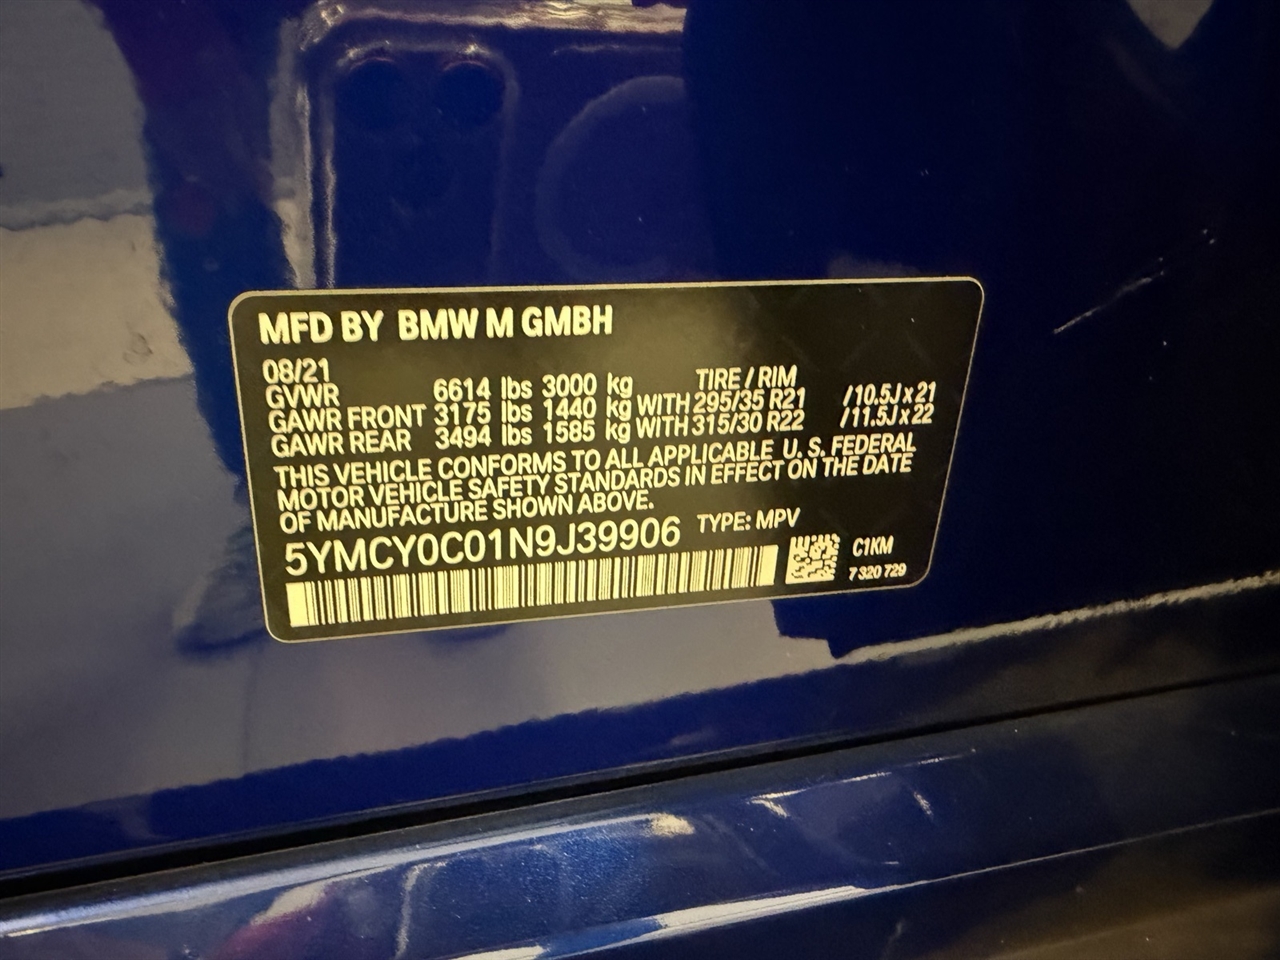 MFD BY BMW M GMBH
08/21 TIRE / RIM
GVWR 6614 lbs 3000 kg
GAWR FRONT 3175 lbs 1440 kg WITH 295/35 R21 /10.5J x 21
GAWR REAR 3494 lbs 1585 kg WITH 315/30 R22 /11.5J x 22
THIS VEHICLE CONFORMS TO ALL APPLICABLE U. S. FEDERAL
MOTOR VEHICLE SAFETY STANDARDS IN EFFECT ON THE DATE
OF MANUFACTURE SHOWN ABOVE.
5YMCY0C01N9J39906 TYPE: MPV
C1KM
7 320 729